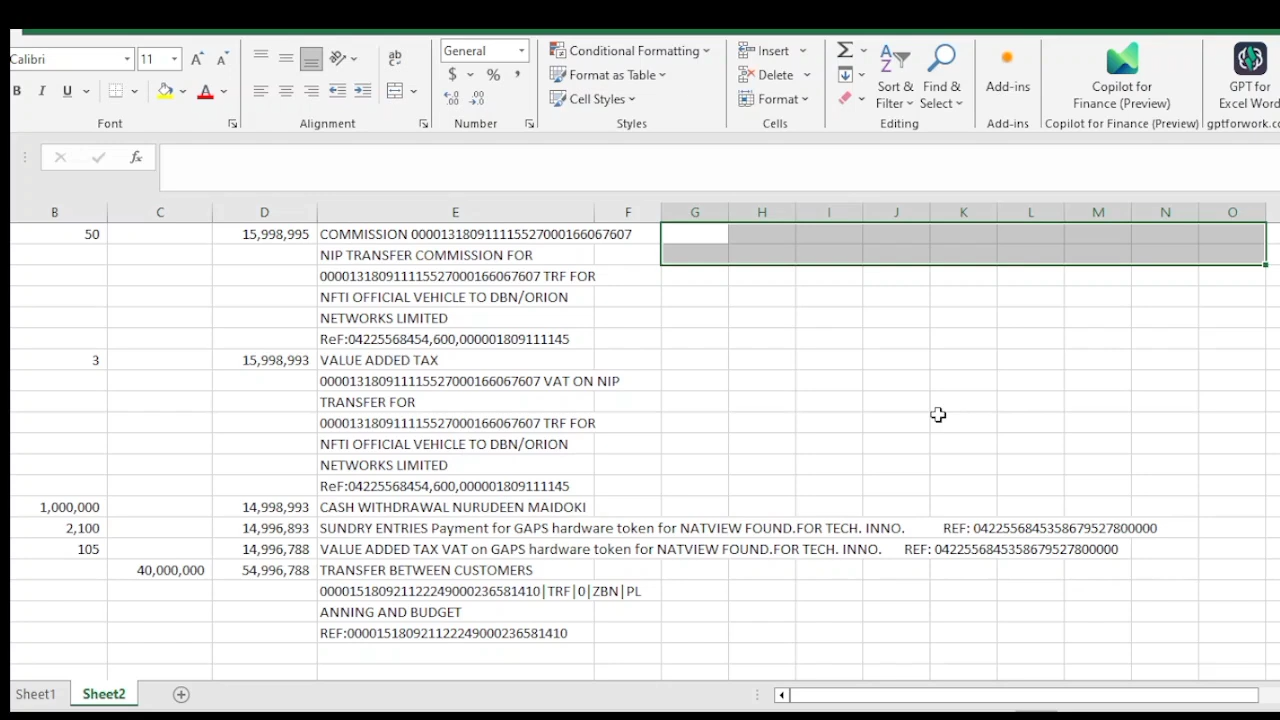 Calibri 11 General Conditional Formatting Insert Sort & Filter Find & Select Add-ins Copilot for Finance (Preview) GPT for Excel Word
B I U $ % , Format as Table Delete
Cell Styles Format
Font Alignment Number Styles Cells Editing Add-ins Copilot for Finance (Preview) gptforwork.co
fx
B C D E F G H I J K L M N O
50 15,998,995 COMMISSION 000013180911115527000166067607
NIP TRANSFER COMMISSION FOR
000013180911115527000166067607 TRF FOR
NFTI OFFICIAL VEHICLE TO DBN/ORION
NETWORKS LIMITED
ReF:04225568454,600,000001809111145
3 15,998,993 VALUE ADDED TAX
000013180911115527000166067607 VAT ON NIP
TRANSFER FOR
000013180911115527000166067607 TRF FOR
NFTI OFFICIAL VEHICLE TO DBN/ORION
NETWORKS LIMITED
ReF:04225568454,600,000001809111145
1,000,000 14,998,993 CASH WITHDRAWAL NURUDEEN MAIDOKI
2,100 14,996,893 SUNDRY ENTRIES Payment for GAPS hardware token for NATVIEW FOUND.FOR TECH. INNO. REF: 0422556845358679527800000
105 14,996,788 VALUE ADDED TAX VAT on GAPS hardware token for NATVIEW FOUND.FOR TECH. INNO. REF: 0422556845358679527800000
40,000,000 54,996,788 TRANSFER BETWEEN CUSTOMERS
000015180921122249000236581410|TRF|0|ZBN|PL
ANNING AND BUDGET
REF:000015180921122249000236581410
Sheet1 Sheet2